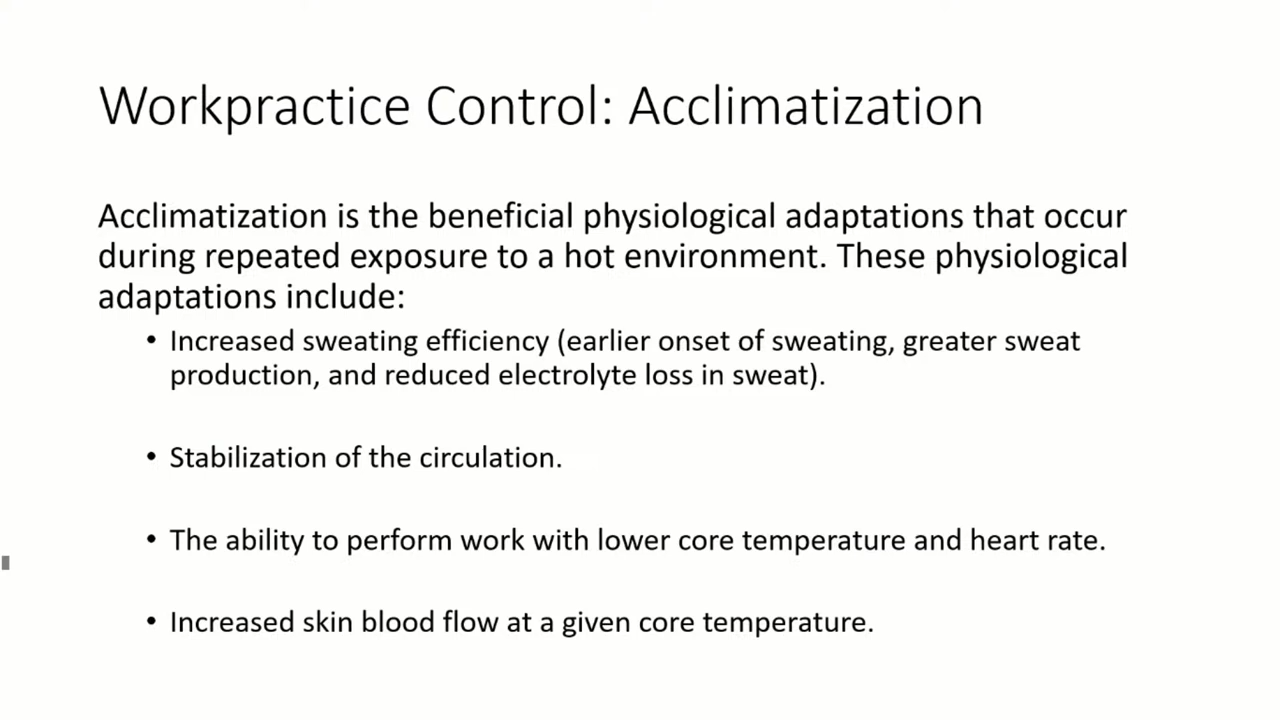 Workpractice Control: Acclimatization
Acclimatization is the beneficial physiological adaptations that occur
during repeated exposure to a hot environment. These physiological
adaptations include:
• Increased sweating efficiency (earlier onset of sweating, greater sweat
production, and reduced electrolyte loss in sweat).
• Stabilization of the circulation.
• The ability to perform work with lower core temperature and heart rate.
• Increased skin blood flow at a given core temperature.